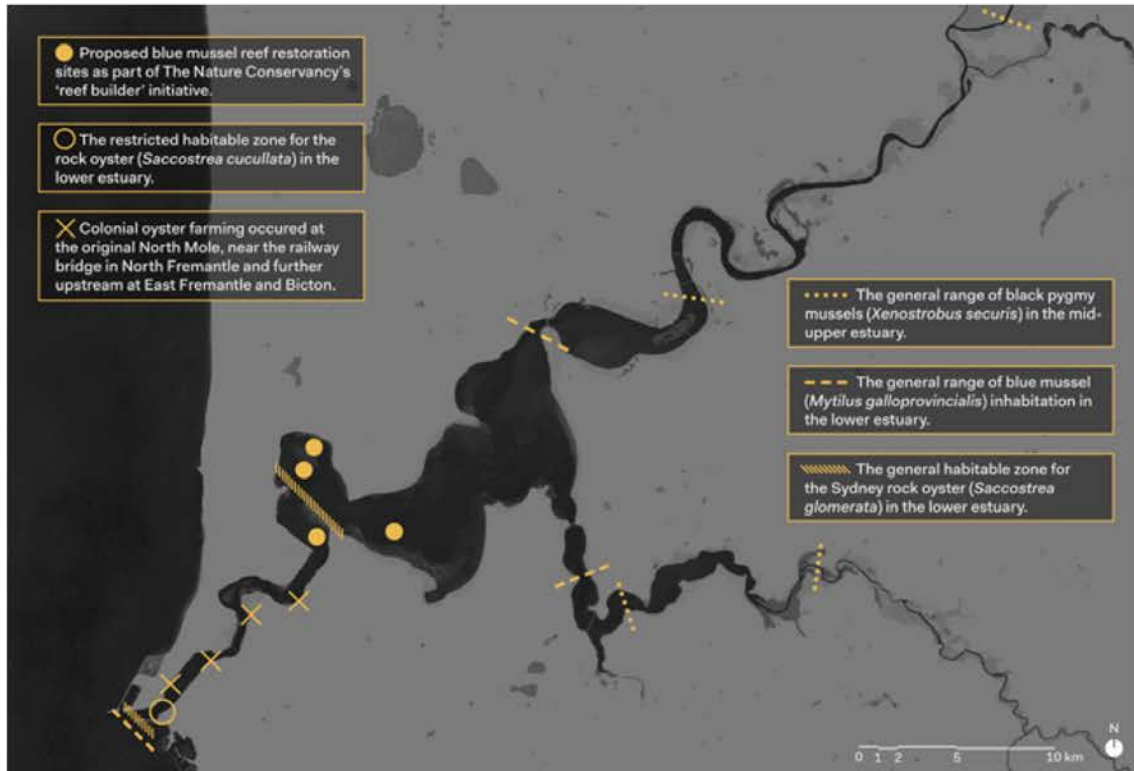 Proposed blue mussel reef restoration
sites as part of The Nature Conservancy's
'reef builder' initiative.
The restricted habitable zone for the
rock oyster (Saccostrea cucullata) in the
lower estuary.
Colonial oyster farming occured at
the original North Mole, near the railway
bridge in North Fremantle and further
upstream at East Fremantle and Bicton.
The general range of black pygmy
mussels (Xenostrobus securis) in the mid-
upper estuary.
The general range of blue mussel
(Mytilus galloprovincialis) inhabitation in
the lower estuary.
The general habitable zone for
the Sydney rock oyster (Saccostrea
glomerata) in the lower estuary.
N
0 1 2 5 10 km